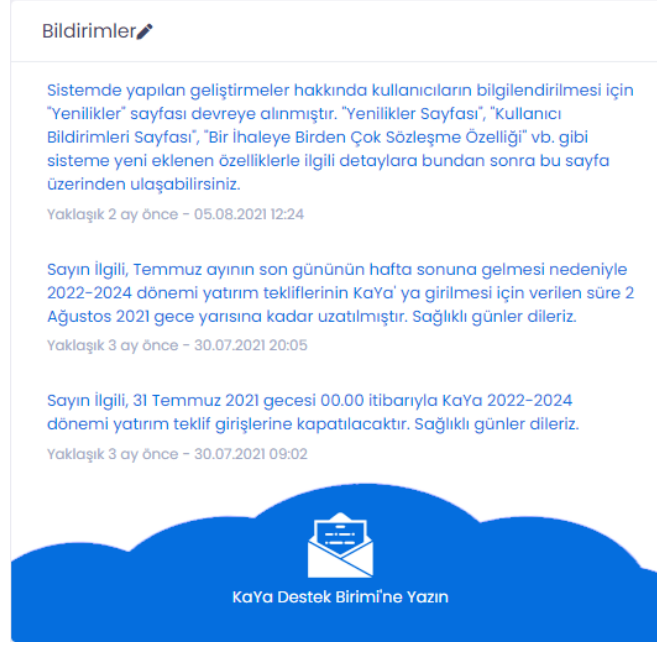 Bildirimler
Sistemde yapılan geliştirmeler hakkında kullanıcıların bilgilendirilmesi için
"Yenilikler" sayfası devreye alınmıştır. "Yenilikler Sayfası", "Kullanıcı
Bildirimleri Sayfası", "Bir İhaleye Birden Çok Sözleşme Özelliği" vb. gibi
sisteme yeni eklenen özelliklerle ilgili detaylara bundan sonra bu sayfa
üzerinden ulaşabilirsiniz.
Yaklaşık 2 ay önce - 05.08.2021 12:24
Sayın İlgili, Temmuz ayının son gününün hafta sonuna gelmesi nedeniyle
2022-2024 dönemi yatırım tekliflerinin KaYa' ya girilmesi için verilen süre 2
Ağustos 2021 gece yarısına kadar uzatılmıştır. Sağlıklı günler dileriz.
Yaklaşık 3 ay önce - 30.07.2021 20:05
Sayın İlgili, 31 Temmuz 2021 gecesi 00.00 itibarıyla KaYa 2022-2024
dönemi yatırım teklif girişlerine kapatılacaktır. Sağlıklı günler dileriz.
Yaklaşık 3 ay önce - 30.07.2021 09:02
KaYa Destek Birimi'ne Yazın